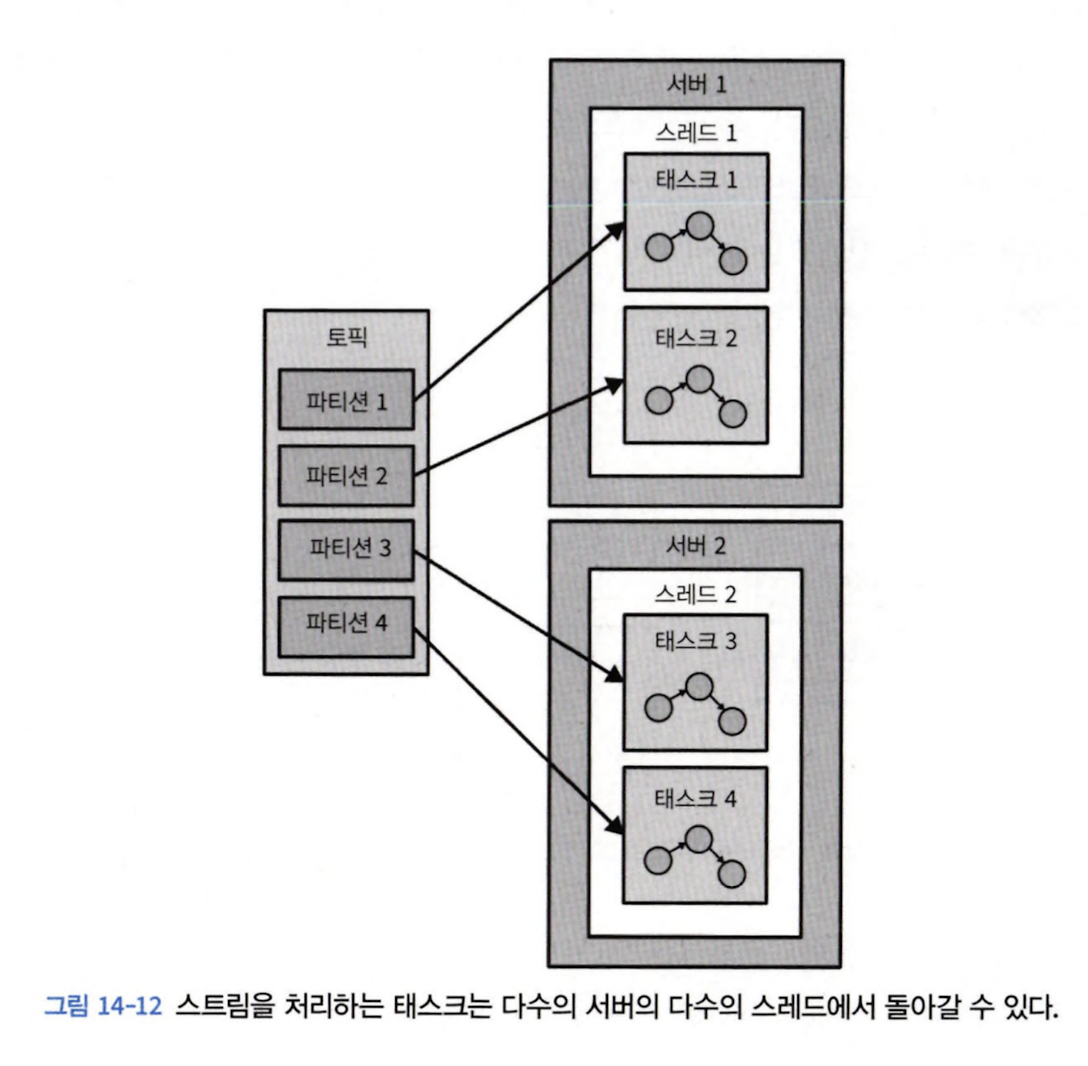 서버 1
스레드 1
태스크 1
태스크 2
토픽
파티션 1
파티션 2
파티션 3
파티션 4
서버 2
스레드 2
태스크 3
태스크 4
그림 14-12 스트림을 처리하는 태스크는 다수의 서버의 다수의 스레드에서 돌아갈 수 있다.